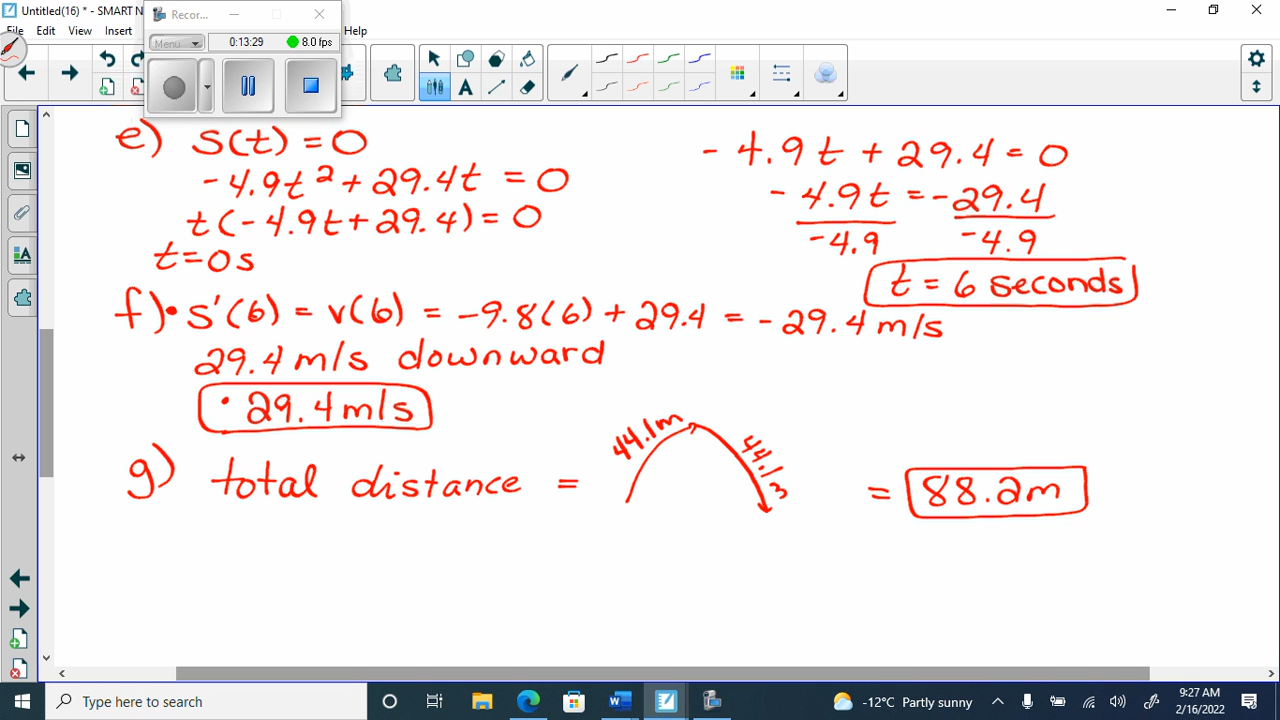 Untitled(16) * - SMART N
Recor...
File Edit View Insert
Help
Menu
0:13:29
8.0 fps
e) s(t) = 0
-4.9t² + 29.4t = 0
t(-4.9t + 29.4) = 0
t = 0 s
-4.9t + 29.4 = 0
-4.9t = -29.4
-4.9 -4.9
t = 6 seconds
f) • s'(6) = v(6) = -9.8(6) + 29.4 = -29.4 m/s
29.4 m/s downward
• 29.4 m/s
g) total distance =
44.1m
44.1m
= 88.2m
Type here to search
-12°C Partly sunny
9:27 AM
2/16/2022